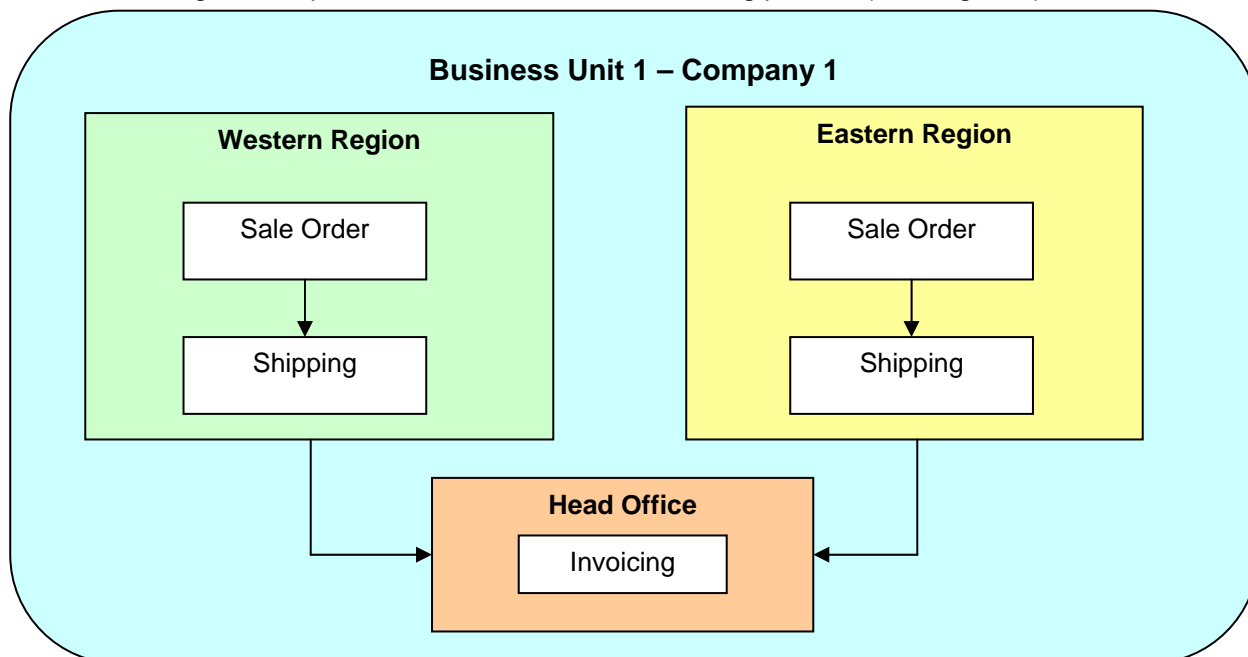 Business Unit 1 – Company 1
Western Region
Sale Order
Shipping
Eastern Region
Sale Order
Shipping
Head Office
Invoicing